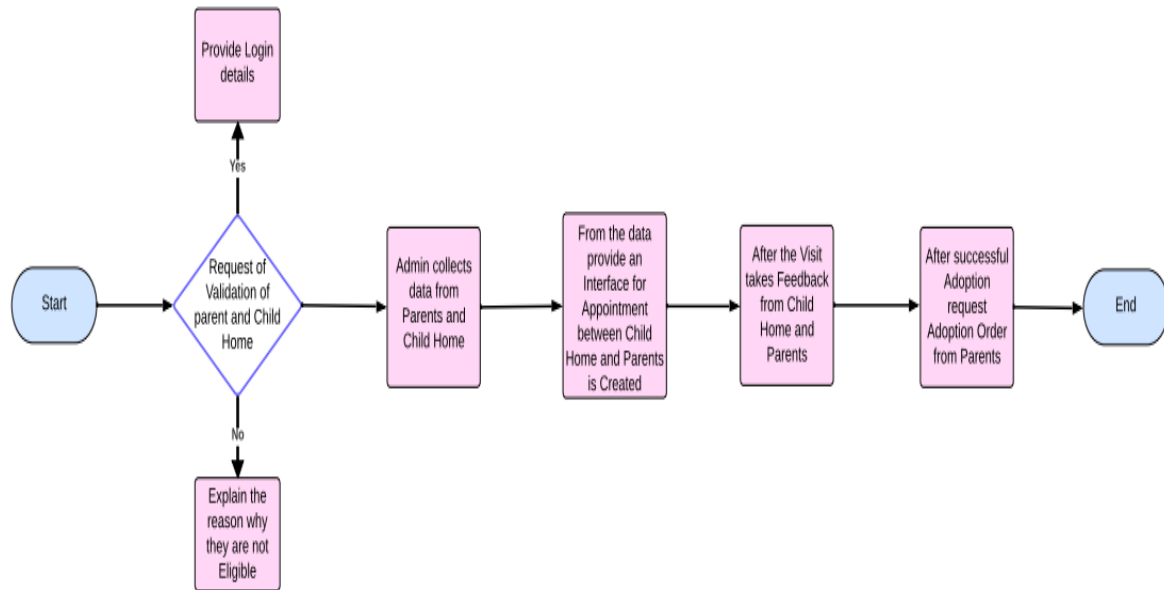 Provide Login
details
Yes
Start
Request of
Validation of
parent and Child
Home
Admin collects
data from
Parents and
Child Home
From the data
provide an
Interface for
Appointment
between Child
Home and Parents
is Created
After the Visit
takes Feedback
from Child
Home and
Parents
After successful
Adoption
request
Adoption Order
from Parents
End
No
Explain the
reason why
they are not
Eligible